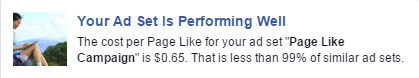 Your Ad Set Is Performing Well
The cost per Page Like for your ad set "Page Like
Campaign" is $0.65. That is less than 99% of similar ad sets.